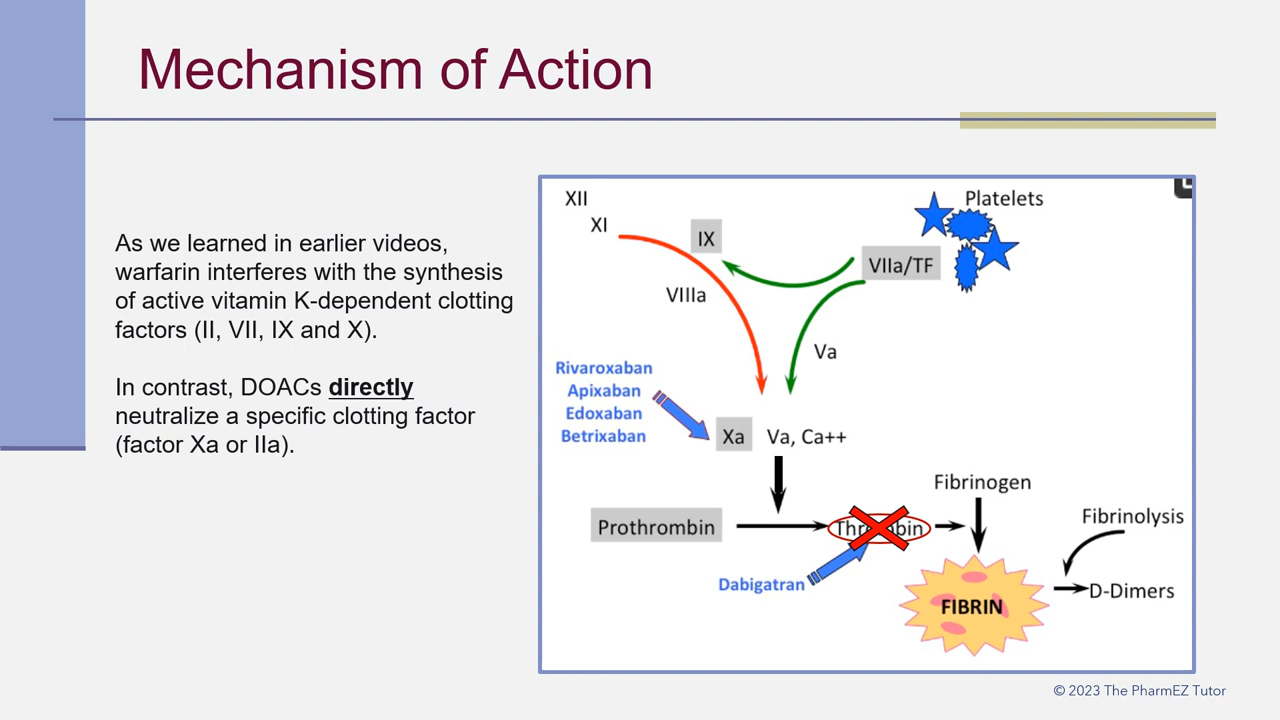 Mechanism of Action
As we learned in earlier videos,
warfarin interferes with the synthesis
of active vitamin K-dependent clotting
factors (II, VII, IX and X).
In contrast, DOACs directly
neutralize a specific clotting factor
(factor Xa or IIa).
XII
XI
IX
VIIIa
VIIa/TF
Platelets
Va
Rivaroxaban
Apixaban
Edoxaban
Betrixaban
Xa
Va, Ca++
Prothrombin
Thrombin
Dabigatran
Fibrinogen
FIBRIN
Fibrinolysis
D-Dimers
© 2023 The PharmEZ Tutor